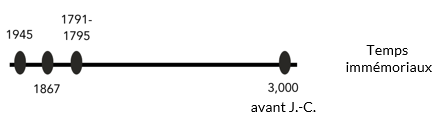 1945
1791-
1795
1867
3,000
avant J.-C.
Temps
immémoriaux